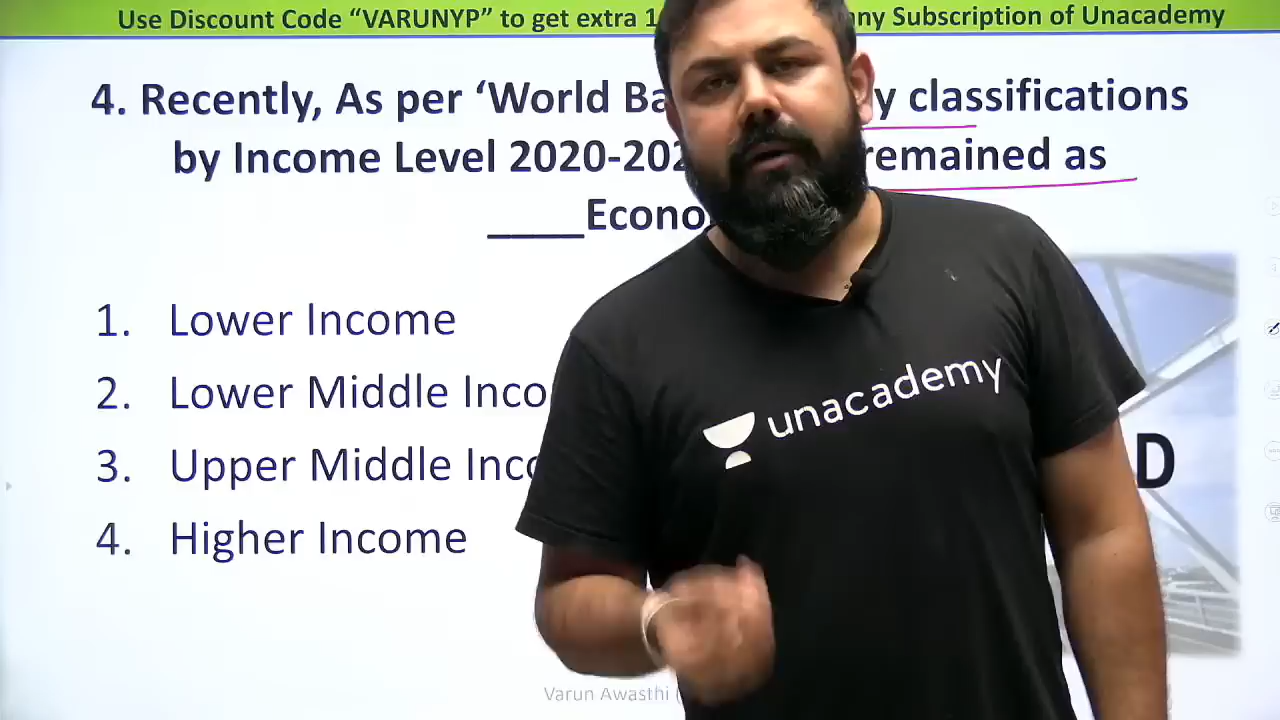 Use Discount Code “VARUNYP” to get extra 1 ny Subscription of Unacademy
4. Recently, As per ‘World Ba y classifications
by Income Level 2020-202 remained as
____Econo
1. Lower Income
2. Lower Middle Inco
3. Upper Middle Inco
4. Higher Income
unacademy
D
Varun Awasthi (